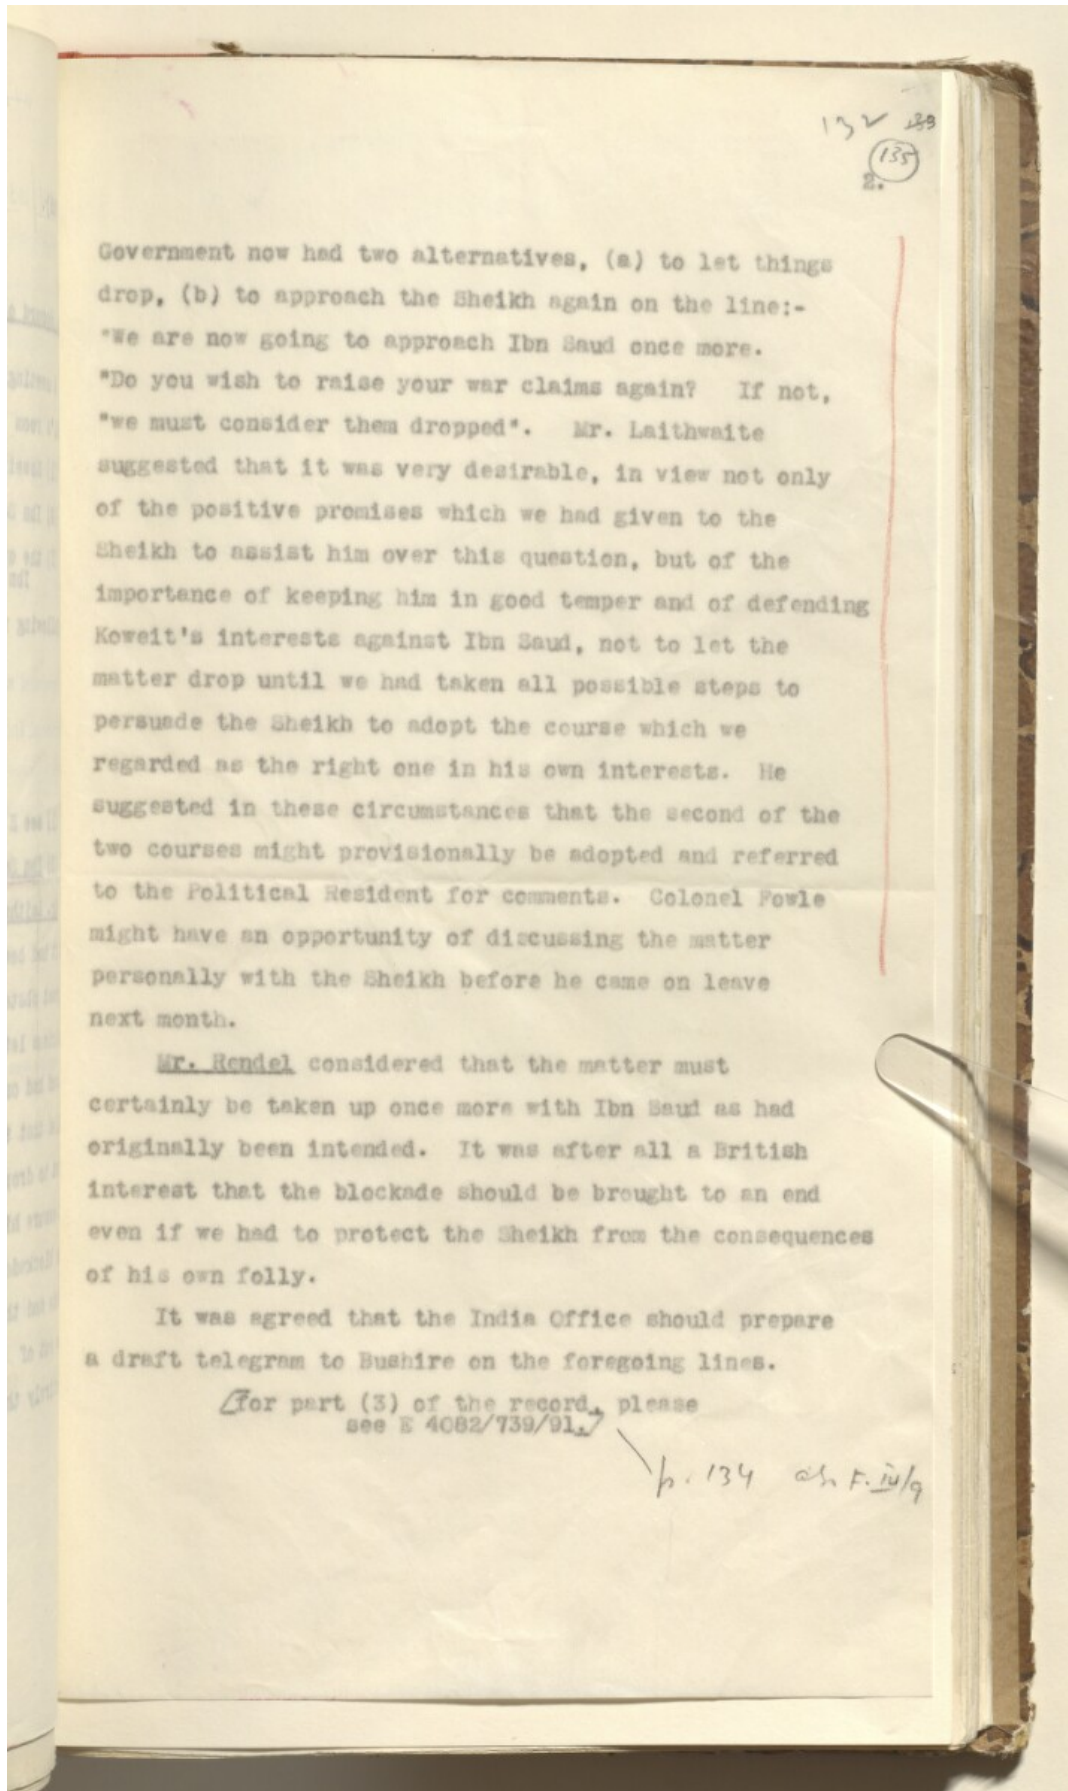 132 139
135
2.
Government now had two alternatives, (a) to let things
drop, (b) to approach the Sheikh again on the line:-
"We are now going to approach Ibn Saud once more.
"Do you wish to raise your war claims again? If not,
"we must consider them dropped". Mr. Laithwaite
suggested that it was very desirable, in view not only
of the positive promises which we had given to the
Sheikh to assist him over this question, but of the
importance of keeping him in good temper and of defending
Koweit's interests against Ibn Saud, not to let the
matter drop until we had taken all possible steps to
persuade the Sheikh to adopt the course which we
regarded as the right one in his own interests. He
suggested in these circumstances that the second of the
two courses might provisionally be adopted and referred
to the Political Resident for comments. Colonel Fowle
might have an opportunity of discussing the matter
personally with the Sheikh before he came on leave
next month.
Mr. Rendel considered that the matter must
certainly be taken up once more with Ibn Saud as had
originally been intended. It was after all a British
interest that the blockade should be brought to an end
even if we had to protect the Sheikh from the consequences
of his own folly.
It was agreed that the India Office should prepare
a draft telegram to Bushire on the foregoing lines.
[For part (3) of the record, please
see E 4082/739/91.]
p. 134